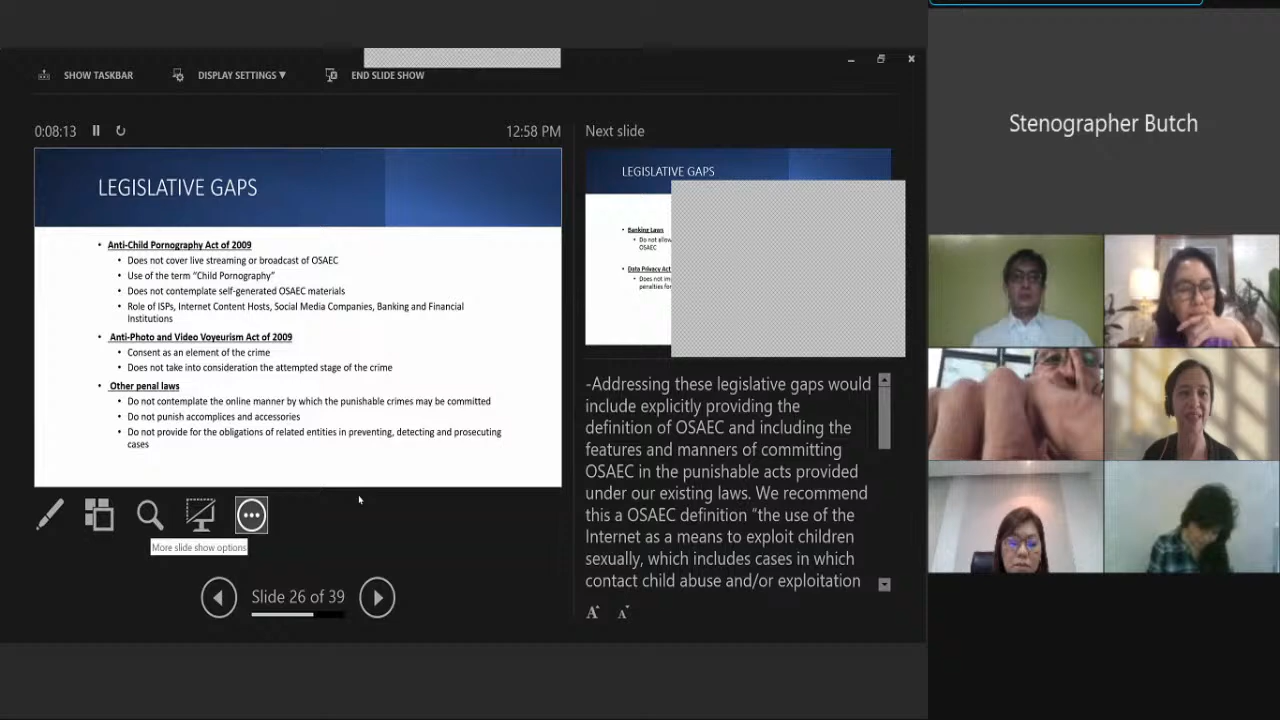 SHOW TASKBAR
DISPLAY SETTINGS ▼
END SLIDE SHOW
0:08:13
12:58 PM
LEGISLATIVE GAPS
• Anti-Child Pornography Act of 2009
• Does not cover live streaming or broadcast of OSAEC
• Use of the term "Child Pornography"
• Does not contemplate self-generated OSAEC materials
• Role of ISPs, Internet Content Hosts, Social Media Companies, Banking and Financial
Institutions
• Anti-Photo and Video Voyeurism Act of 2009
• Consent as an element of the crime
• Does not take into consideration the attempted stage of the crime
• Other penal laws
• Do not contemplate the online manner by which the punishable crimes may be committed
• Do not punish accomplices and accessories
• Do not provide for the obligations of related entities in preventing, detecting and prosecuting
cases
More slide show options
Slide 26 of 39
Next slide
LEGISLATIVE GAPS
• Banking Laws
• Do not allow
OSAEC
• Data Privacy Act
• Does not
penalties for
-Addressing these legislative gaps would
include explicitly providing the
definition of OSAEC and including the
features and manners of committing
OSAEC in the punishable acts provided
under our existing laws. We recommend
this a OSAEC definition "the use of the
Internet as a means to exploit children
sexually, which includes cases in which
contact child abuse and/or exploitation
A A
Stenographer Butch